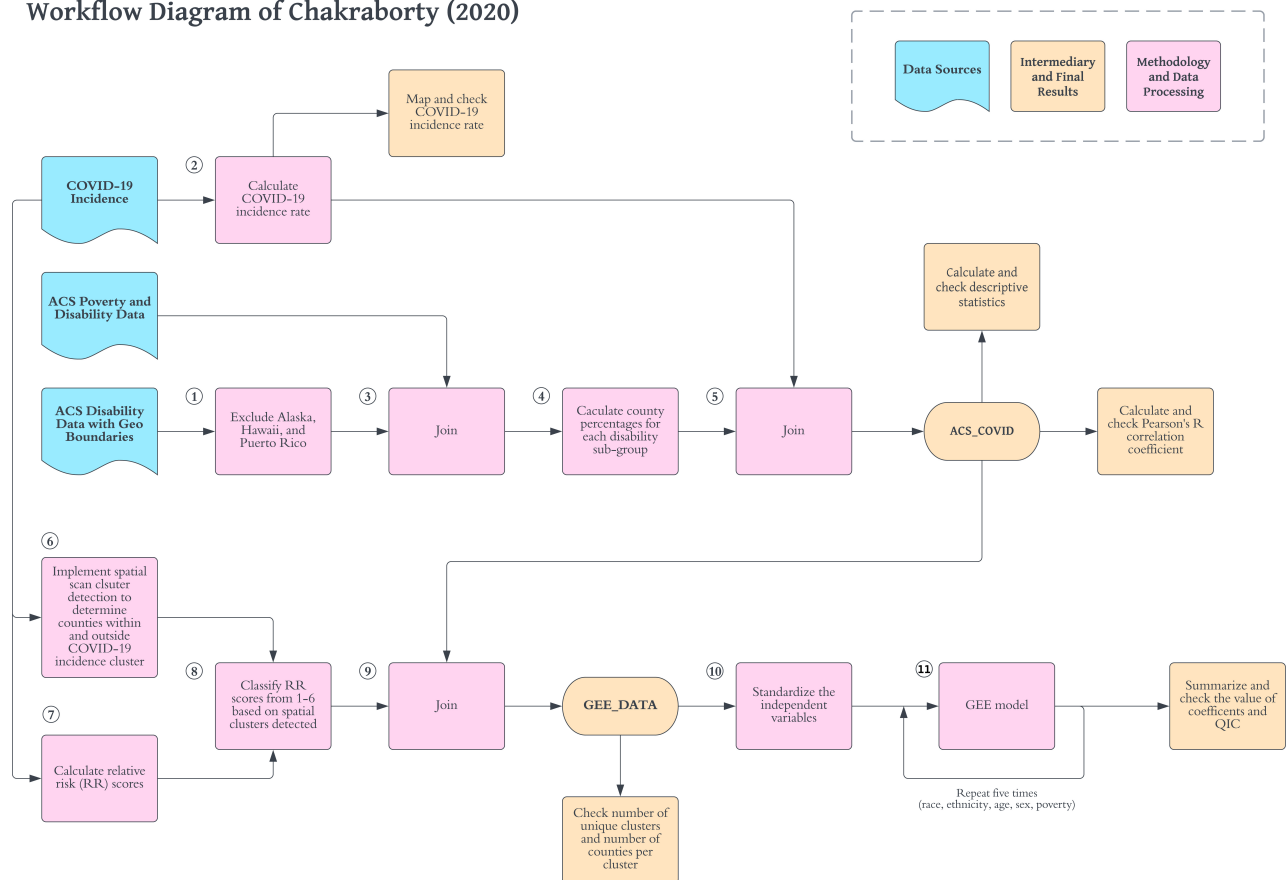 Workflow Diagram of Chakraborty (2020)
Data Sources
Intermediary
and Final
Results
Methodology
and Data
Processing
Map and check
COVID-19
incidence rate
COVID-19
Incidence
2
Calculate
COVID-19
incidence rate
ACS Poverty and
Disability Data
Calculate and
check descriptive
statistics
ACS Disability
Data with Geo
Boundaries
1
Exclude Alaska,
Hawaii, and
Puerto Rico
3
Join
4
Caculate county
percentages for
each disability
sub-group
5
Join
ACS_COVID
Calculate and
check Pearson's R
correlation
coefficient
6
Implement spatial
scan clsuter
detection to
determine
counties within
and outside
COVID-19
incidence cluster
7
Calculate relative
risk (RR) scores
8
Classify RR
scores from 1-6
based on spatial
clusters detected
9
Join
GEE_DATA
10
Standardize the
independent
variables
11
GEE model
Summarize and
check the value of
coefficents and
QIC
Repeat five times
(race, ethnicity, age, sex, poverty)
Check number of
unique clusters
and number of
counties per
cluster